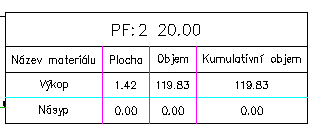 PF: 2 20.00
Název materiálu Plocha Objem Kumulativní objem
Výkop 1.42 119.83 119.83
Násyp 0.00 0.00 0.00